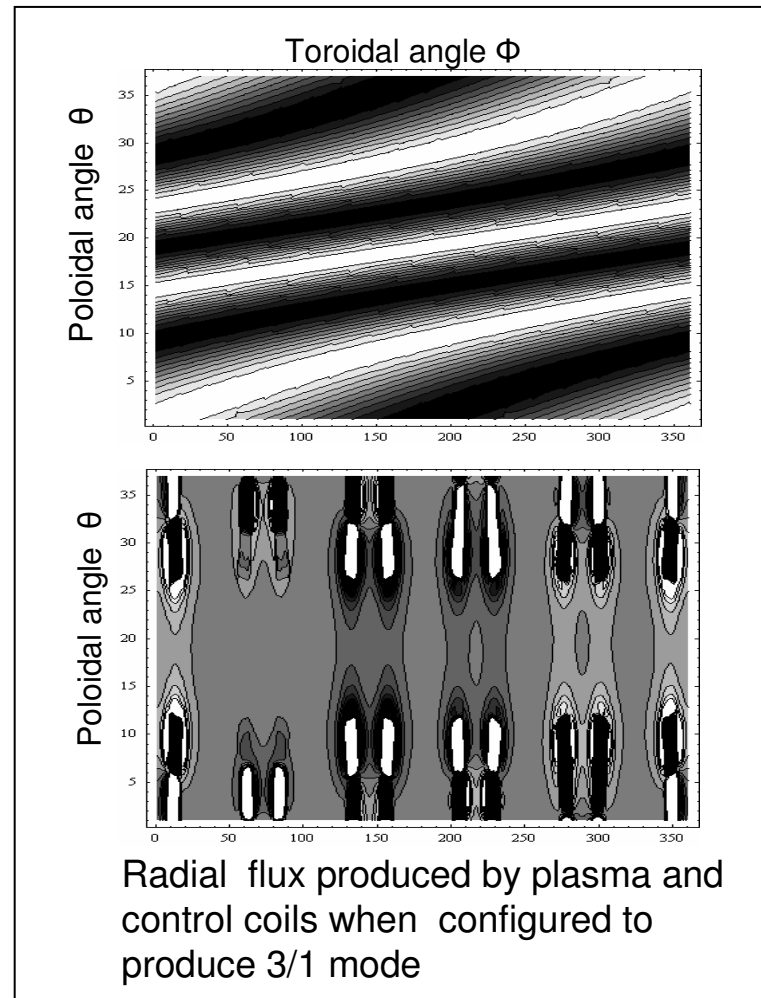 Toroidal angle Φ
Poloidal angle θ
35
30
25
20
15
10
5
0 50 100 150 200 250 300 350
Poloidal angle θ
35
30
25
20
15
10
5
0 50 100 150 200 250 300 350
Radial flux produced by plasma and
control coils when configured to
produce 3/1 mode